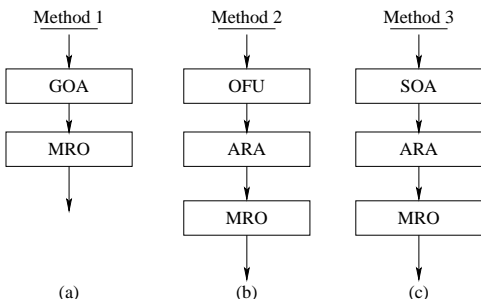 Method 1 Method 2 Method 3
GOA OFU SOA
MRO ARA ARA
MRO MRO
(a) (b) (c)